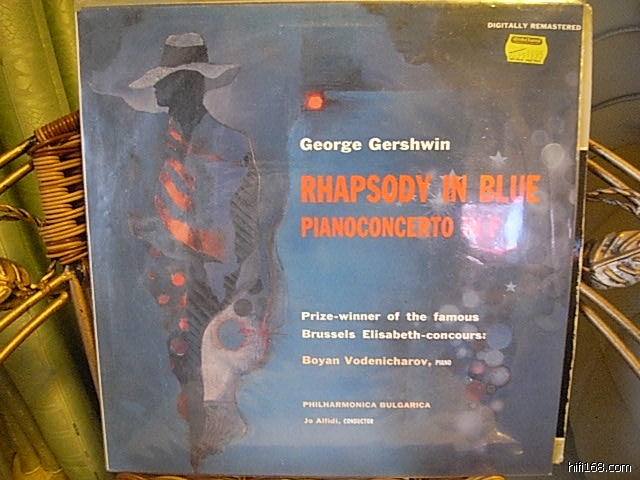 DIGITALLY REMASTERED
George Gershwin
RHAPSODY IN BLUE
PIANOCONCERTO
Prize-winner of the famous
Brussels Elisabeth-concours:
Boyan Vodenicharov, PIANO
PHILHARMONICA BULGARICA
Jo Alfidi, CONDUCTOR
hifi168.com